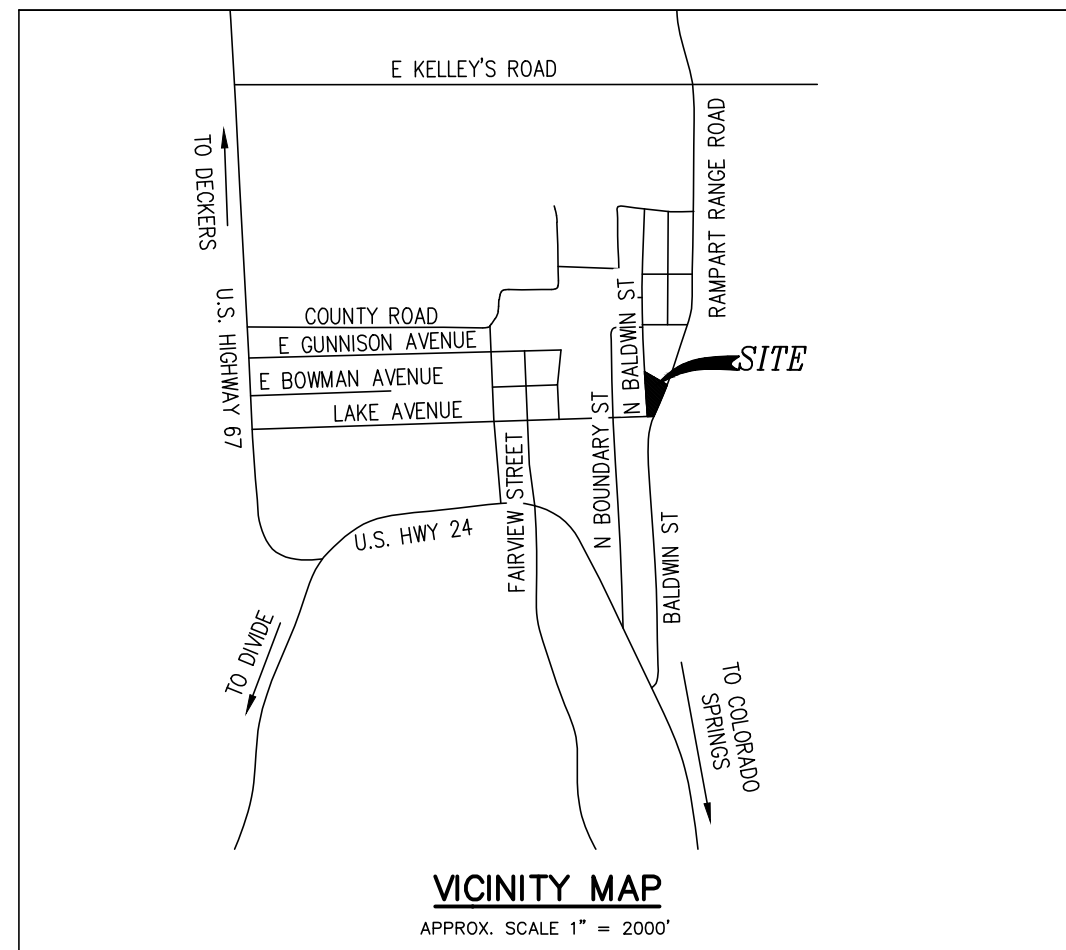 E KELLEY'S ROAD
TO DECKERS
RAMPART RANGE ROAD
U.S. HIGHWAY 67
COUNTY ROAD
E GUNNISON AVENUE
E BOWMAN AVENUE
LAKE AVENUE
N BALDWIN ST
SITE
N BOUNDARY ST
FAIRVIEW STREET
U.S. HWY 24
BALDWIN ST
TO DIVIDE
TO COLORADO
SPRINGS
VICINITY MAP
APPROX. SCALE 1" = 2000'